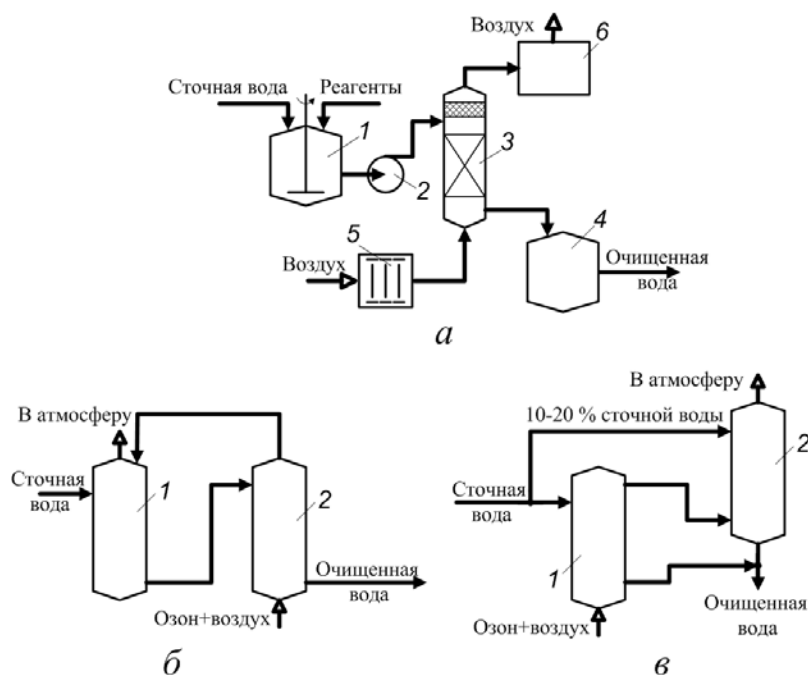 Воздух
6
Сточная вода
Реагенты
1
3
2
4
5
Воздух
Очищенная
вода
а
В атмосферу
В атмосферу
10-20 % сточной воды
2
Сточная
вода
1
2
Сточная
вода
Очищенная
вода
1
Озон+воздух
Озон+воздух
Очищенная
вода
б
в